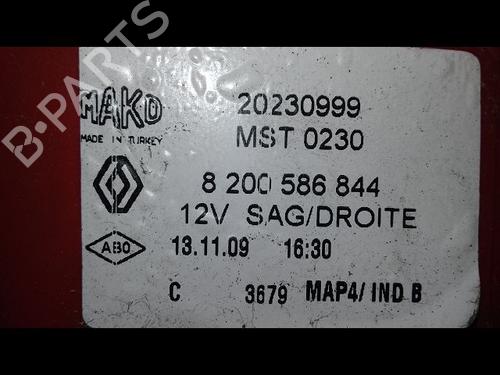 B-PARTS
MAKO
MADE IN TURKEY
20230999
MST 0230
8 200 586 844
12V SAG/DROITE
ABO
13.11.09 16:30
C 3679 MAP4/ IND B